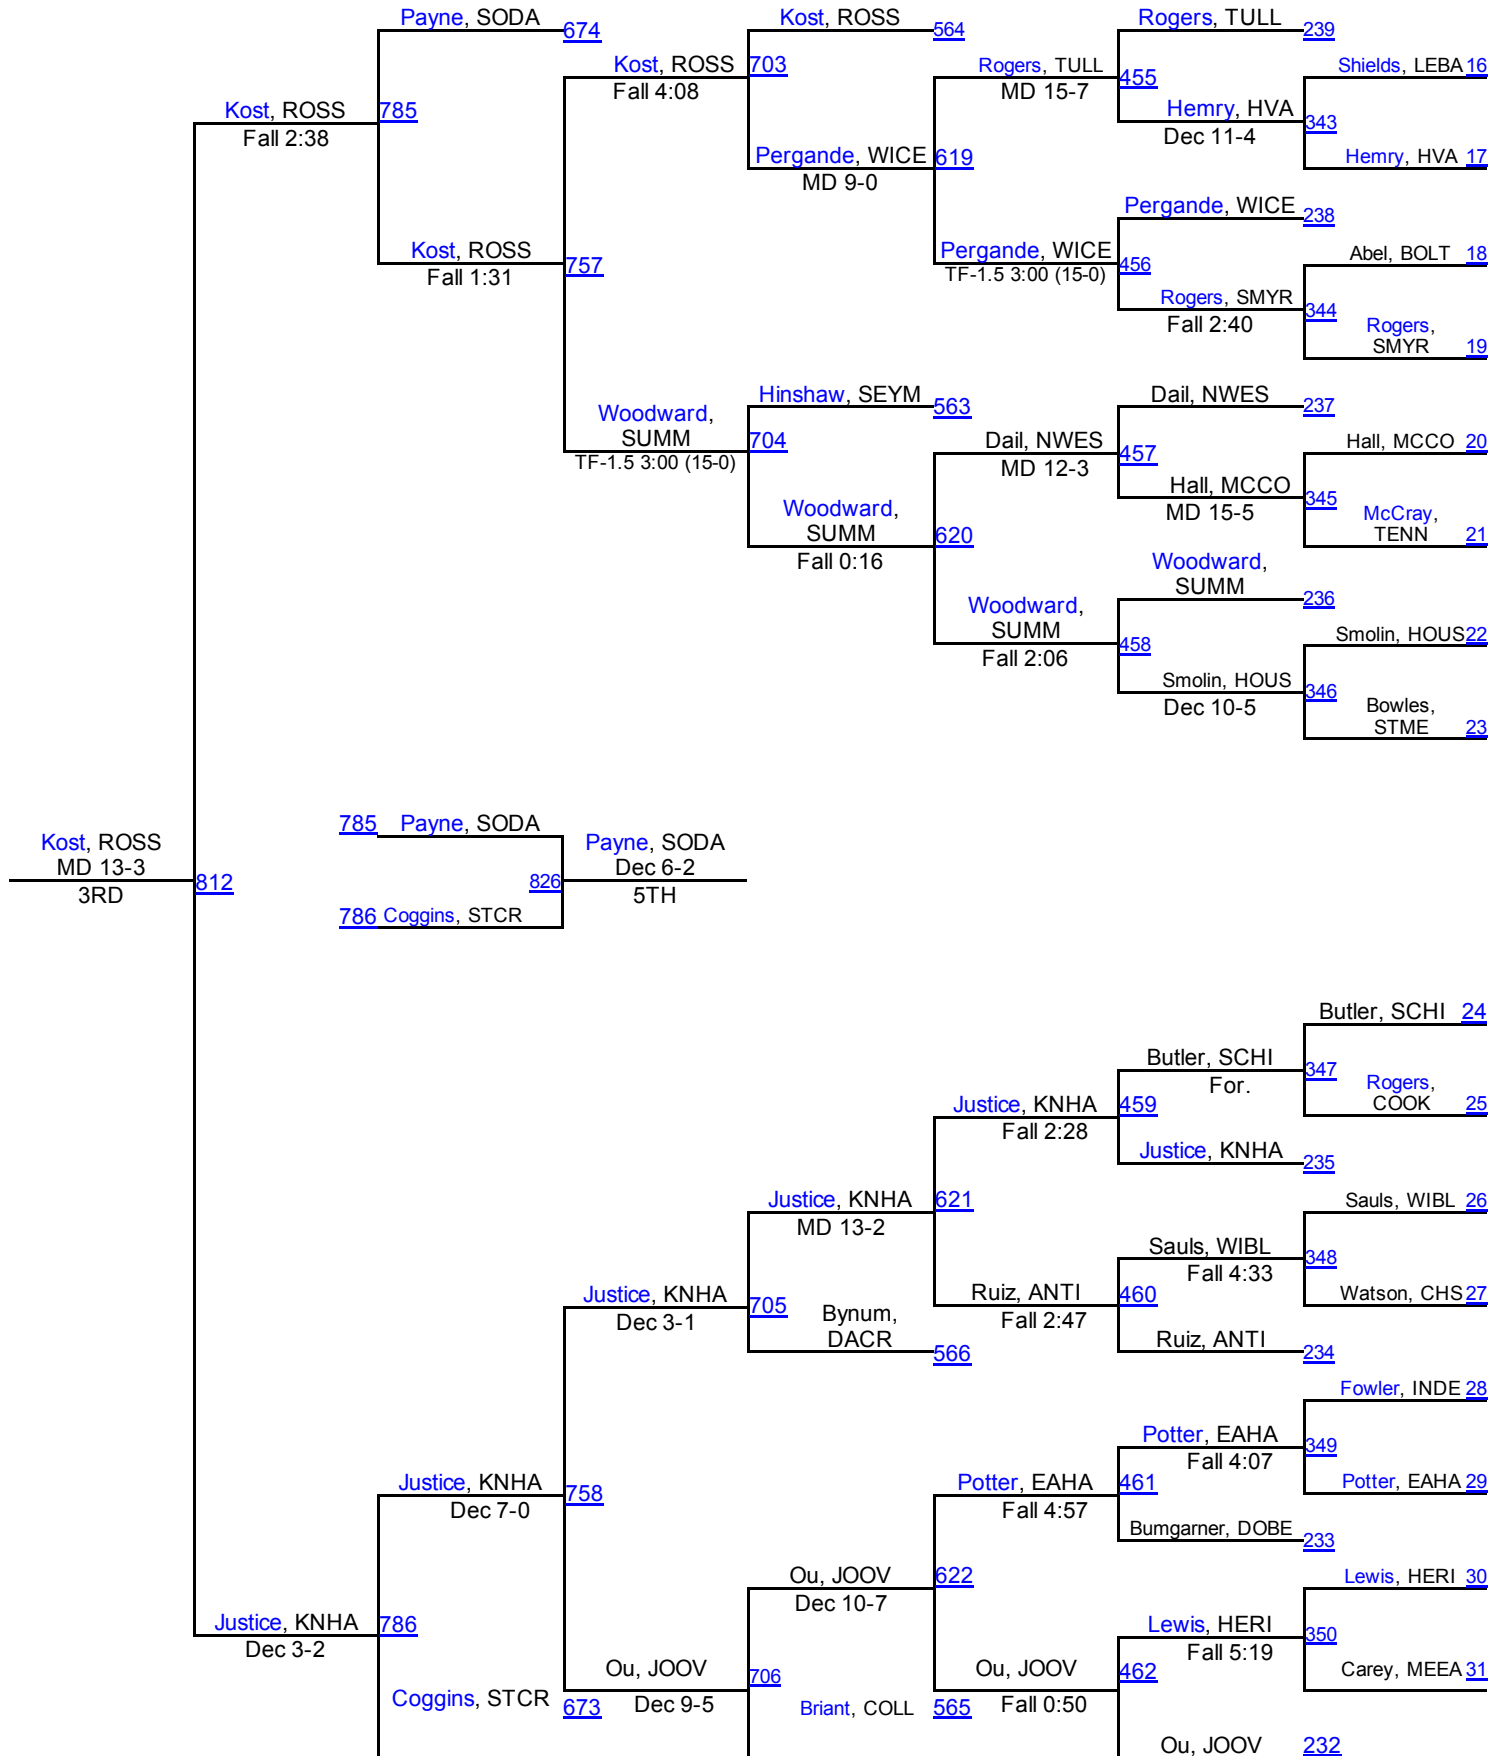 Payne, SODA 674
Kost, ROSS 564
Rogers, TULL 239
Kost, ROSS 703
Fall 4:08
Rogers, TULL 455
MD 15-7
Shields, LEBA 16
Kost, ROSS 785
Fall 2:38
Hemry, HVA 343
Dec 11-4
Pergande, WICE 619
MD 9-0
Hemry, HVA 17
Pergande, WICE 238
Kost, ROSS 757
Fall 1:31
Pergande, WICE 456
TF-1.5 3:00 (15-0)
Abel, BOLT 18
Rogers, SMYR 344
Fall 2:40
Rogers,
SMYR 19
Hinshaw, SEYM 563
Dail, NWES 237
Woodward,
SUMM 704
TF-1.5 3:00 (15-0)
Dail, NWES 457
MD 12-3
Hall, MCCO 20
Hall, MCCO 345
MD 15-5
Woodward,
SUMM 620
Fall 0:16
McCray,
TENN 21
Woodward,
SUMM 236
Woodward,
SUMM 458
Fall 2:06
Smolin, HOUS 22
Smolin, HOUS 346
Dec 10-5
Bowles,
STME 23
785 Payne, SODA
Kost, ROSS
MD 13-3
3RD
812
Payne, SODA
Dec 6-2
826
5TH
786 Coggins, STCR
Butler, SCHI 24
Butler, SCHI 347
For.
Rogers,
COOK 25
Justice, KNHA 459
Fall 2:28
Justice, KNHA 235
Justice, KNHA 621
MD 13-2
Sauls, WIBL 26
Sauls, WIBL 348
Fall 4:33
Justice, KNHA 705
Dec 3-1
Ruiz, ANTI 460
Fall 2:47
Watson, CHS 27
Bynum,
DACR 566
Ruiz, ANTI 234
Fowler, INDE 28
Potter, EAHA 349
Fall 4:07
Justice, KNHA 758
Dec 7-0
Potter, EAHA 461
Fall 4:57
Potter, EAHA 29
Bumgarner, DOBE 233
Ou, JOOV 622
Dec 10-7
Lewis, HERI 30
Justice, KNHA 786
Dec 3-2
Lewis, HERI 350
Fall 5:19
Ou, JOOV 706
Dec 9-5
Ou, JOOV 462
Fall 0:50
Carey, MEEA 31
Coggins, STCR 673
Briant, COLL 565
Ou, JOOV 232